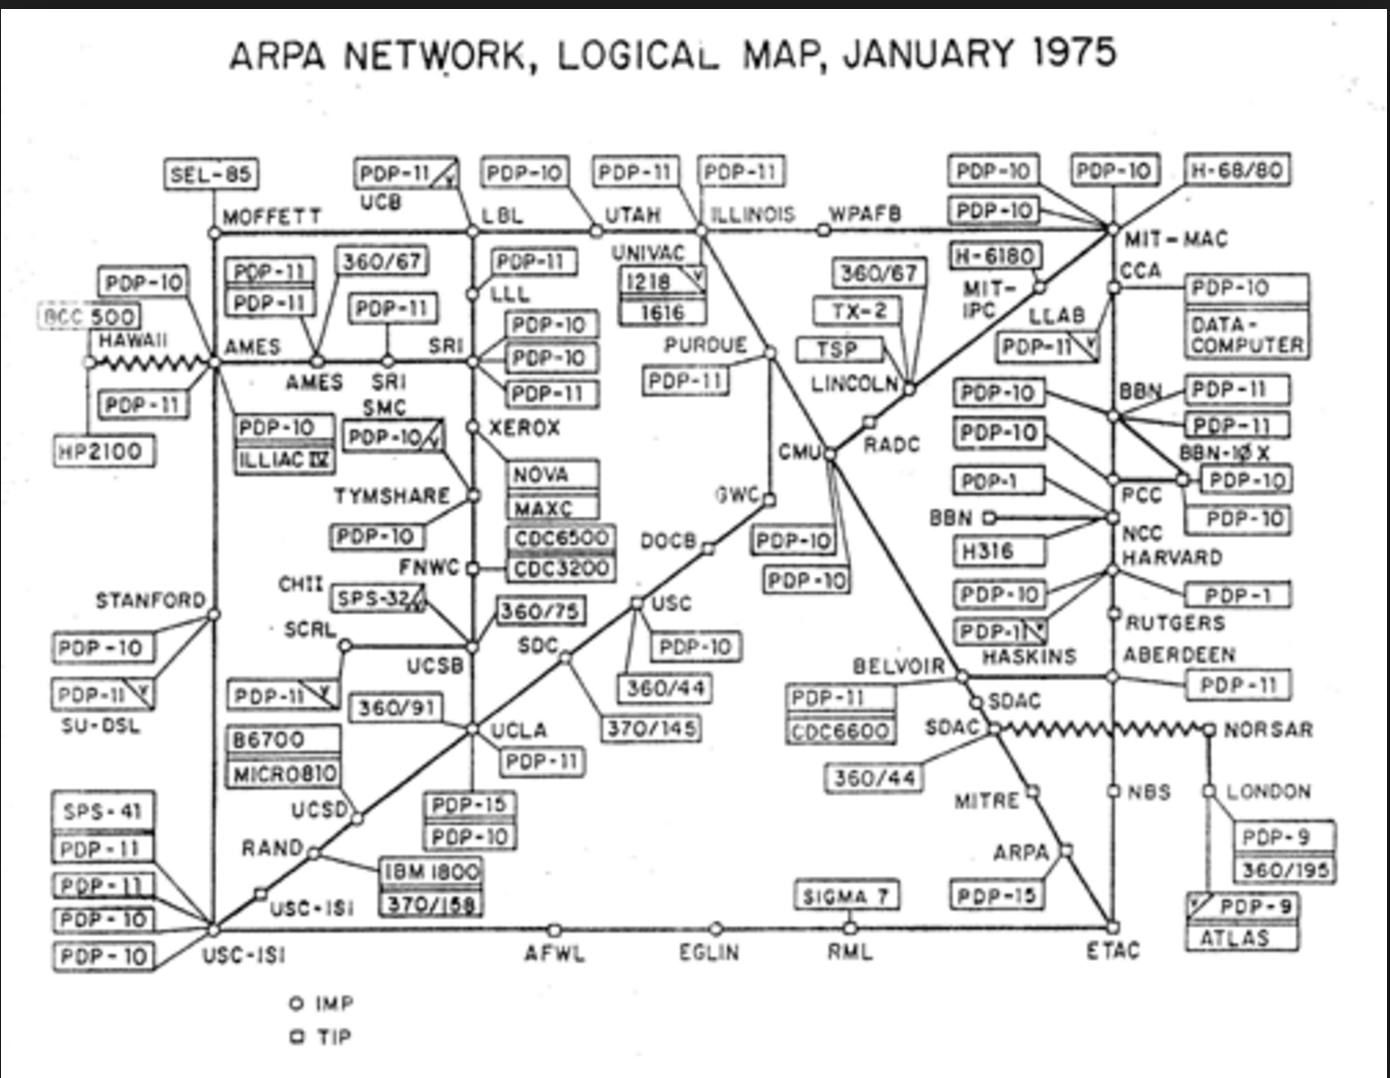 ARPA NETWORK, LOGICAL MAP, JANUARY 1975
SEL-85
PDP-11
UCB
PDP-10
PDP-11
PDP-11
PDP-10
PDP-10
PDP-10
H-68/80
MOFFETT
LBL
UTAH
ILLINOIS
WPAFB
MIT-MAC
PDP-10
BCC 500
HAWAII
PDP-11
PDP-11
360/67
PDP-11
PDP-11
LLL
UNIVAC
1218
1616
360/67
TX-2
TSP
LINCOLN
H-6180
MIT-
IPC
CCA
LLAB
PDP-11
PDP-10
DATA-
COMPUTER
AMES
AMES
SRI
SRI
PDP-10
PDP-10
PDP-11
PURDUE
PDP-11
PDP-11
HP2100
PDP-10
ILLIAC IV
SMC
PDP-10
XEROX
NOVA
MAXC
CMU
RADC
PDP-10
BBN
PDP-11
PDP-11
PDP-10
BBN-10X
PDP-10
PDP-10
PCC
TYMSHARE
PDP-10
CDC6500
CDC3200
FNWC
GWC
DOCB
PDP-10
PDP-10
PDP-1
BBN
H316
NCC
HARVARD
PDP-10
PDP-1
PDP-11
HASKINS
RUTGERS
STANFORD
PDP-10
PDP-11
SU-DSL
CHII
SPS-32
360/75
SCRL
PDP-11
UCSB
SDC
USC
PDP-10
360/44
370/145
BELVOIR
PDP-11
CDC6600
ABERDEEN
PDP-11
SDAC
SDAC
360/44
NORSAR
360/91
UCLA
PDP-11
B6700
MICRO810
UCSD
PDP-15
PDP-10
MITRE
NBS
LONDON
PDP-9
360/195
PDP-9
ATLAS
SPS-41
PDP-11
PDP-11
PDP-10
PDP-10
RAND
IBM 1800
370/158
USC-ISI
USC-ISI
AFWL
EGLIN
SIGMA 7
RML
ARPA
PDP-15
ETAC
IMP
TIP